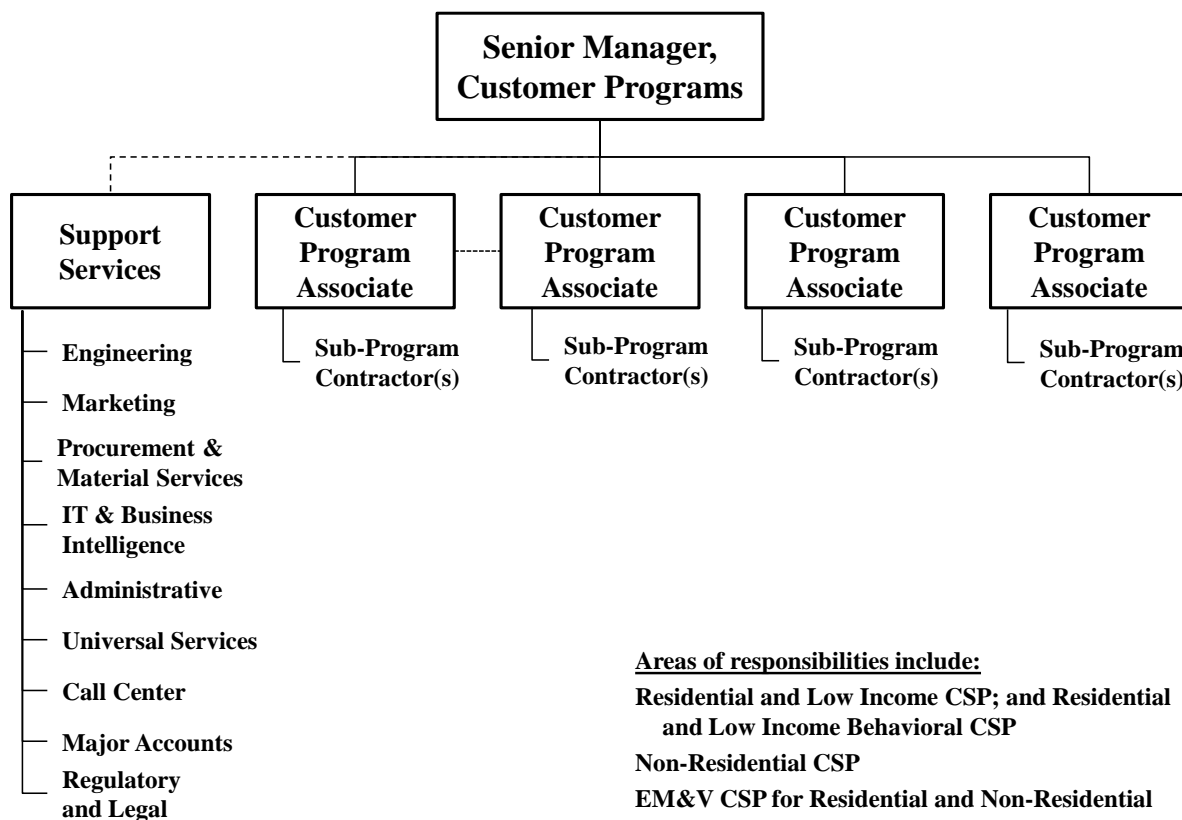 Senior Manager,
Customer Programs
Support
Services
Customer
Program
Associate
Customer
Program
Associate
Customer
Program
Associate
Customer
Program
Associate
Engineering
Marketing
Procurement &
Material Services
IT & Business
Intelligence
Administrative
Universal Services
Call Center
Major Accounts
Regulatory
and Legal
Sub-Program
Contractor(s)
Sub-Program
Contractor(s)
Sub-Program
Contractor(s)
Sub-Program
Contractor(s)
Areas of responsibilities include:
Residential and Low Income CSP; and Residential
and Low Income Behavioral CSP
Non-Residential CSP
EM&V CSP for Residential and Non-Residential